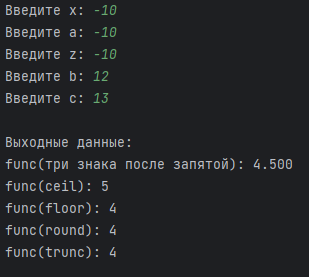 Введите x: -10
Введите a: -10
Введите z: -10
Введите b: 12
Введите c: 13
Выходные данные:
func(три знака после запятой): 4.500
func(ceil): 5
func(floor): 4
func(round): 4
func(trunc): 4